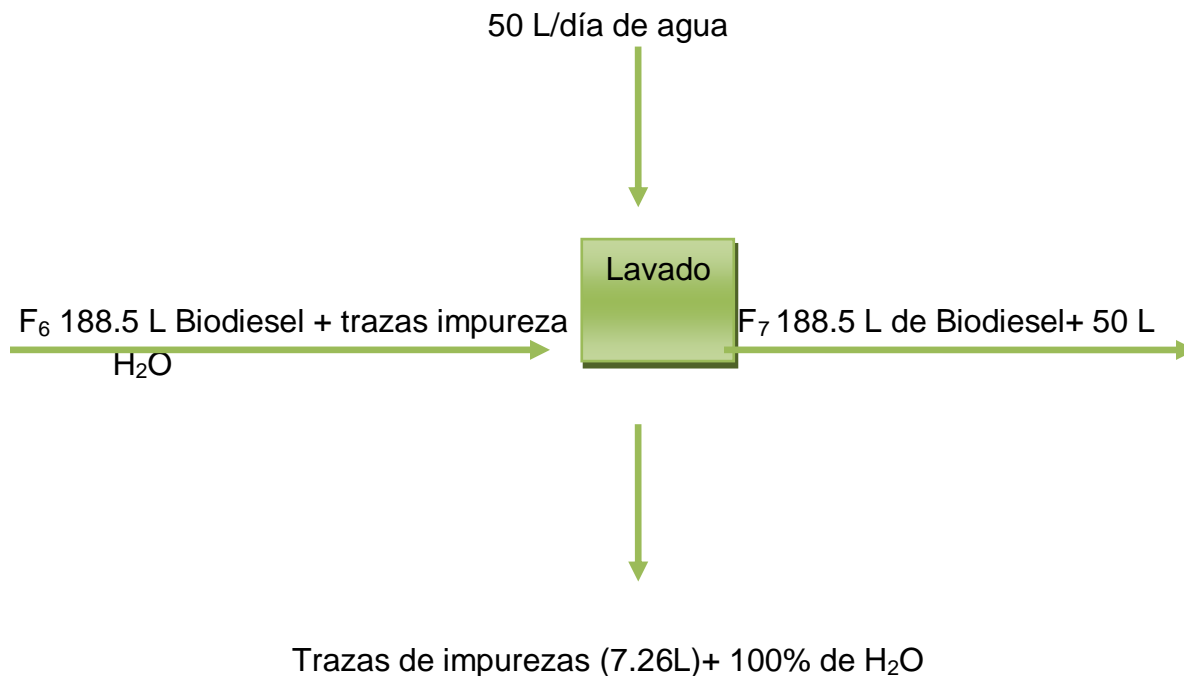 50 L/día de agua
Lavado
F₆ 188.5 L Biodiesel + trazas impureza
H₂O
F₇ 188.5 L de Biodiesel+ 50 L
Trazas de impurezas (7.26L)+ 100% de H₂O